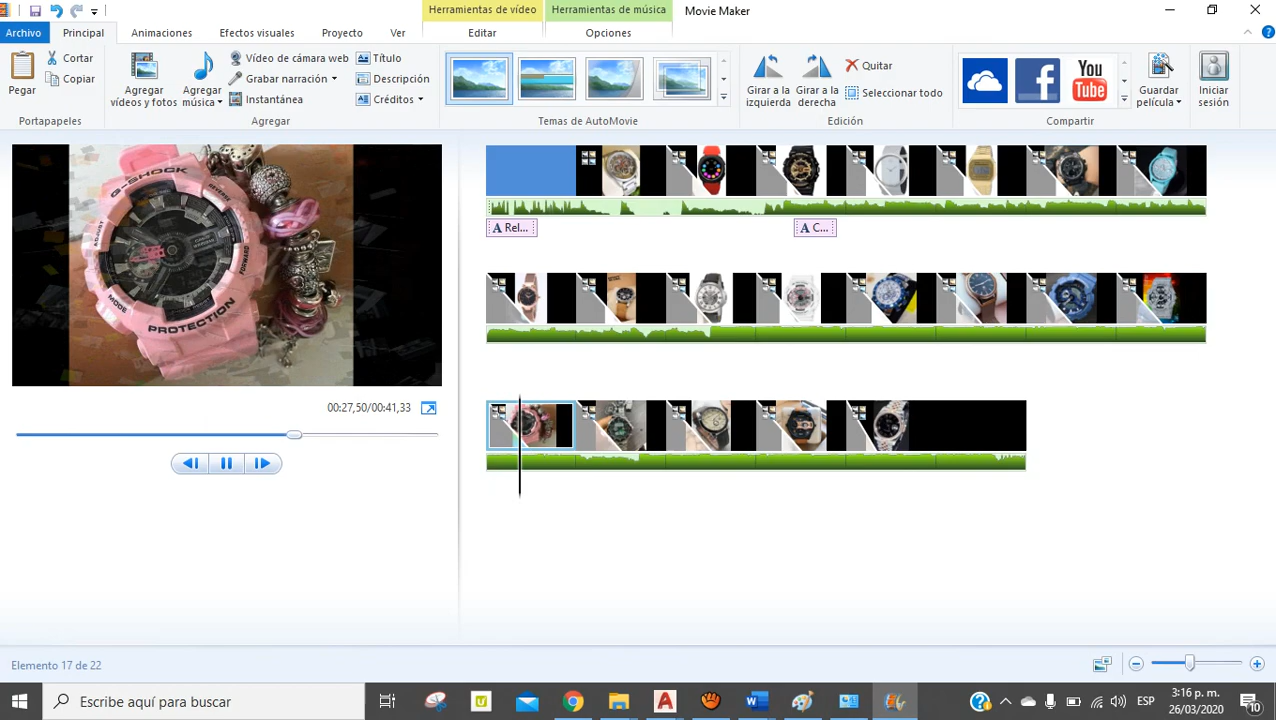 Herramientas de vídeo
Herramientas de música
Movie Maker
Archivo
Principal
Animaciones
Efectos visuales
Proyecto
Ver
Editar
Opciones
Pegar
Cortar
Copiar
Portapapeles
Agregar
vídeos y fotos
Agregar
música
Vídeo de cámara web
Grabar narración
Instantánea
Título
Descripción
Créditos
Agregar
Temas de AutoMovie
Girar a la
izquierda
Girar a la
derecha
Quitar
Seleccionar todo
Edición
You
Tube
Compartir
Guardar
película
Iniciar
sesión
G-SHOCK
ADJUST
FORWARD
MODE
PROTECTION
00:27,50/00:41,33
A Rel...
A C...
Elemento 17 de 22
Escribe aquí para buscar
ESP
3:16 p. m.
26/03/2020
10